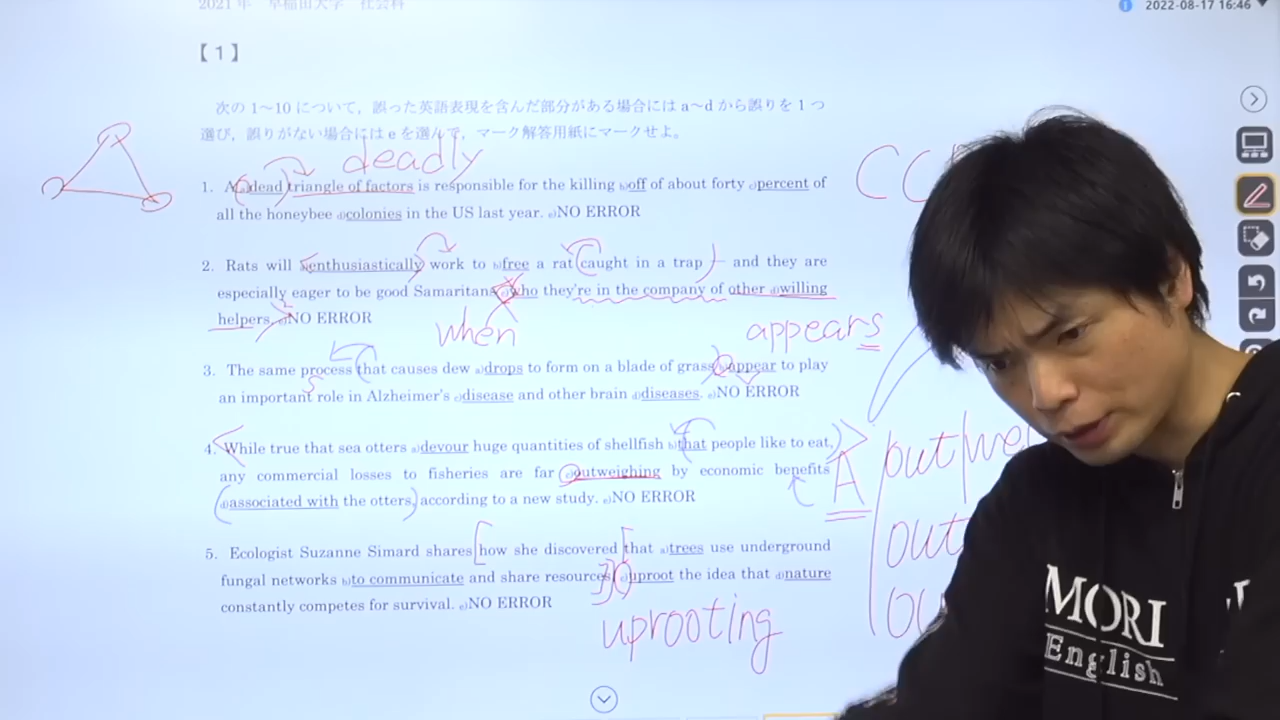 2021年 早稲田大学 社会科
2022-08-17 16:46
【1】
次の1〜10について，誤った英語表現を含んだ部分がある場合にはa〜dから誤りを1つ
選び，誤りがない場合にはeを選んで，マーク解答用紙にマークせよ。
deadly
1. A a)dead triangle of factors is responsible for the killing b)off of about forty c)percent of
all the honeybee d)colonies in the US last year. e)NO ERROR
2. Rats will a)enthusiastically work to b)free a rat caught in a trap, and they are
especially eager to be good Samaritans c)who they're in the company of other d)willing
helpers. e)NO ERROR
when
appears
3. The same process that causes dew a)drops to form on a blade of grass b)appear to play
an important role in Alzheimer's c)disease and other brain d)diseases. e)NO ERROR
4. While true that sea otters a)devour huge quantities of shellfish b)that people like to eat,
any commercial losses to fisheries are far c)outweighing by economic benefits
d)associated with the otters, according to a new study. e)NO ERROR
A
out
out
5. Ecologist Suzanne Simard shares how she discovered that a)trees use underground
fungal networks b)to communicate and share resources, c)uproot the idea that d)nature
constantly competes for survival. e)NO ERROR
uprooting
MORI
English